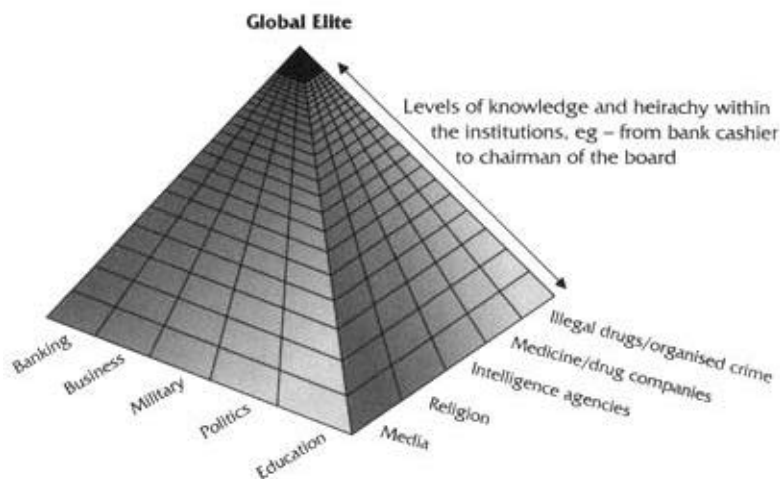 Global Elite
Levels of knowledge and heirachy within
the institutions, eg – from bank cashier
to chairman of the board
Banking
Business
Military
Politics
Education
Media
Religion
Intelligence agencies
Medicine/drug companies
Illegal drugs/organised crime